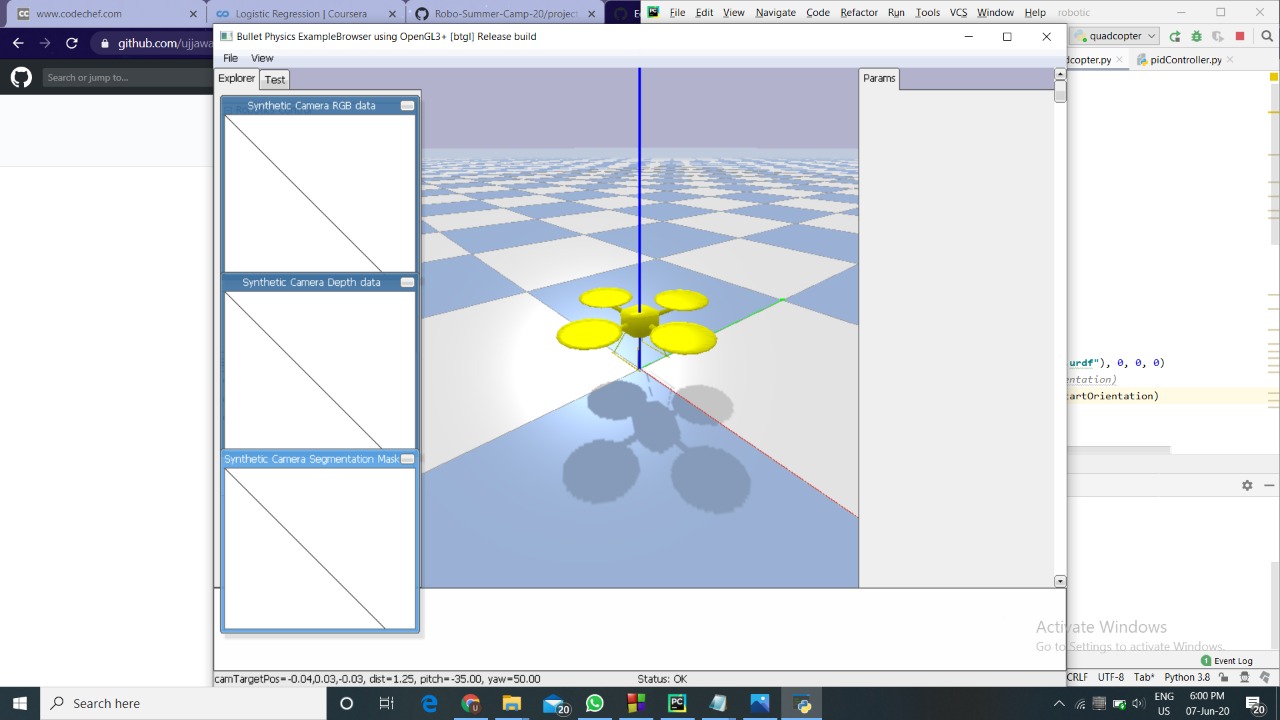 www.codechef.com
Logistic Regression | Coursera
Robo-Summer-Camp-20/project
File Edit View Navigate Code Refactor Run Tools VCS Window Help robotic
github.com/ujjawa
Bullet Physics ExampleBrowser using OpenGL3+ [btgl] Release build
quadcopter
File View
dcopter.py
pidController.py
Search or jump to...
Explorer
Test
Params
Synthetic Camera RGB data
Synthetic Camera Depth data
Synthetic Camera Segmentation Mask
urdf"), 0, 0, 0)
entation)
artOrientation)
Activate Windows
Go to Settings to activate Windows.
1 Event Log
camTargetPos=-0.04,0.03,-0.03, dist=1.25, pitch=-35.00, yaw=50.00
Status: OK
CRLF UTF-8 Tab* Python 3.8
Search here
20
ENG
US
6:00 PM
07-Jun-20
20